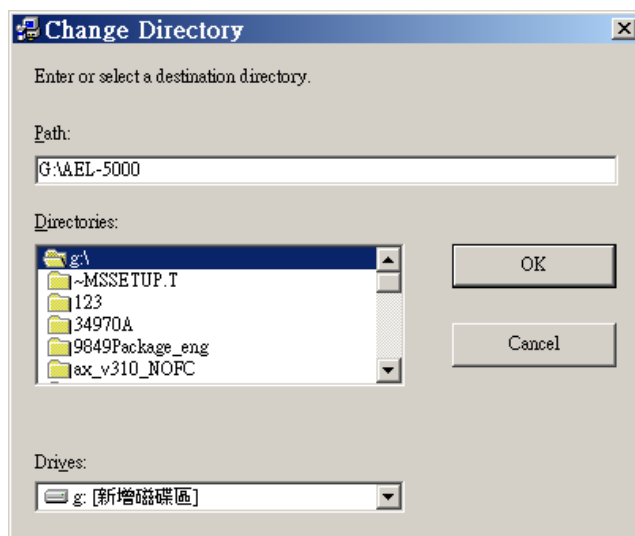 Change Directory
Enter or select a destination directory.
Path:
G:\AEL-5000
Directories:
g:\
~MSSETUP.T
123
34970A
9849Package_eng
ax_v310_NOFC
OK
Cancel
Drives:
g: [新增磁碟區]